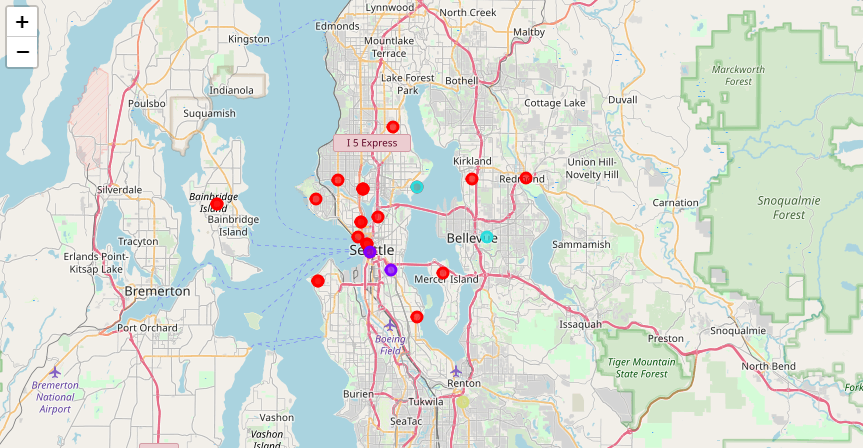 +
−
Lynnwood
North Creek
Edmonds
Maltby
Kingston
Mountlake
Terrace
Marckworth
Forest
Lake Forest
Park
Bothell
Indianola
Poulsbo
Cottage Lake
Duvall
Suquamish
I 5 Express
Kirkland
Union Hill-
Novelty Hill
Redmond
Silverdale
Bainbridge
Island
Carnation
Snoqualmie
Forest
Bainbridge
Island
Tracyton
Bellevue
Sammamish
Seattle
Erlands Point-
Kitsap Lake
Mercer Island
Bremerton
Port Orchard
Issaquah
Snoqualmie
Preston
Boeing
Field
Tiger Mountain
State Forest
North Bend
Bremerton
National
Airport
Renton
Burien
Tukwila
Vashon
SeaTac
Vashon
Island